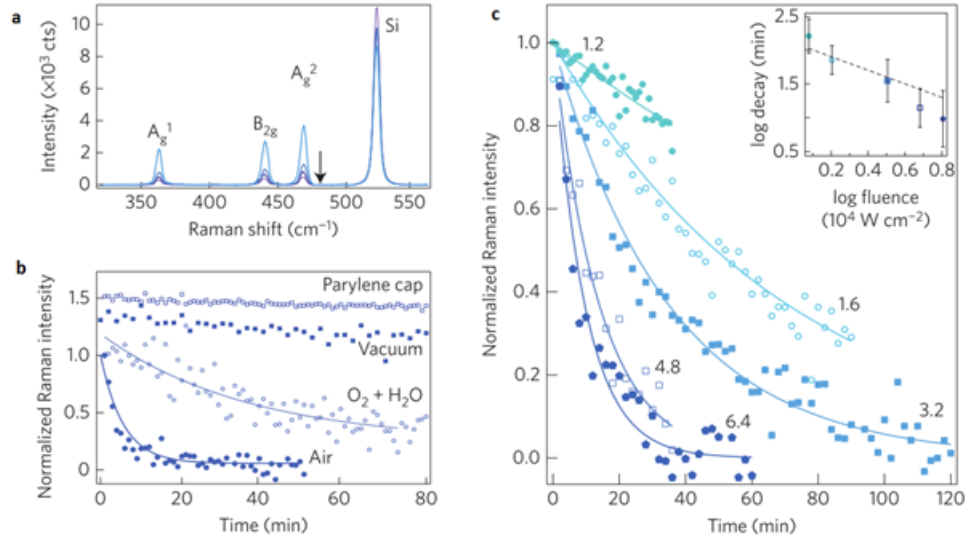 a
Intensity (×10³ cts)
10
8
6
4
2
0
A_g¹
B₂g
A_g²
Si
350 400 450 500 550
Raman shift (cm⁻¹)
b
Normalized Raman intensity
1.5
1.0
0.5
0
Parylene cap
Vacuum
O₂ + H₂O
Air
0 20 40 60 80
Time (min)
c
Normalized Raman intensity
1.0
0.8
0.6
0.4
0.2
0.0
1.2
1.6
4.8
3.2
6.4
0 20 40 60 80 100 120
Time (min)
log decay (min)
2.5
1.5
0.5
0 0.2 0.4 0.6 0.8
log fluence
(10⁴ W cm⁻²)